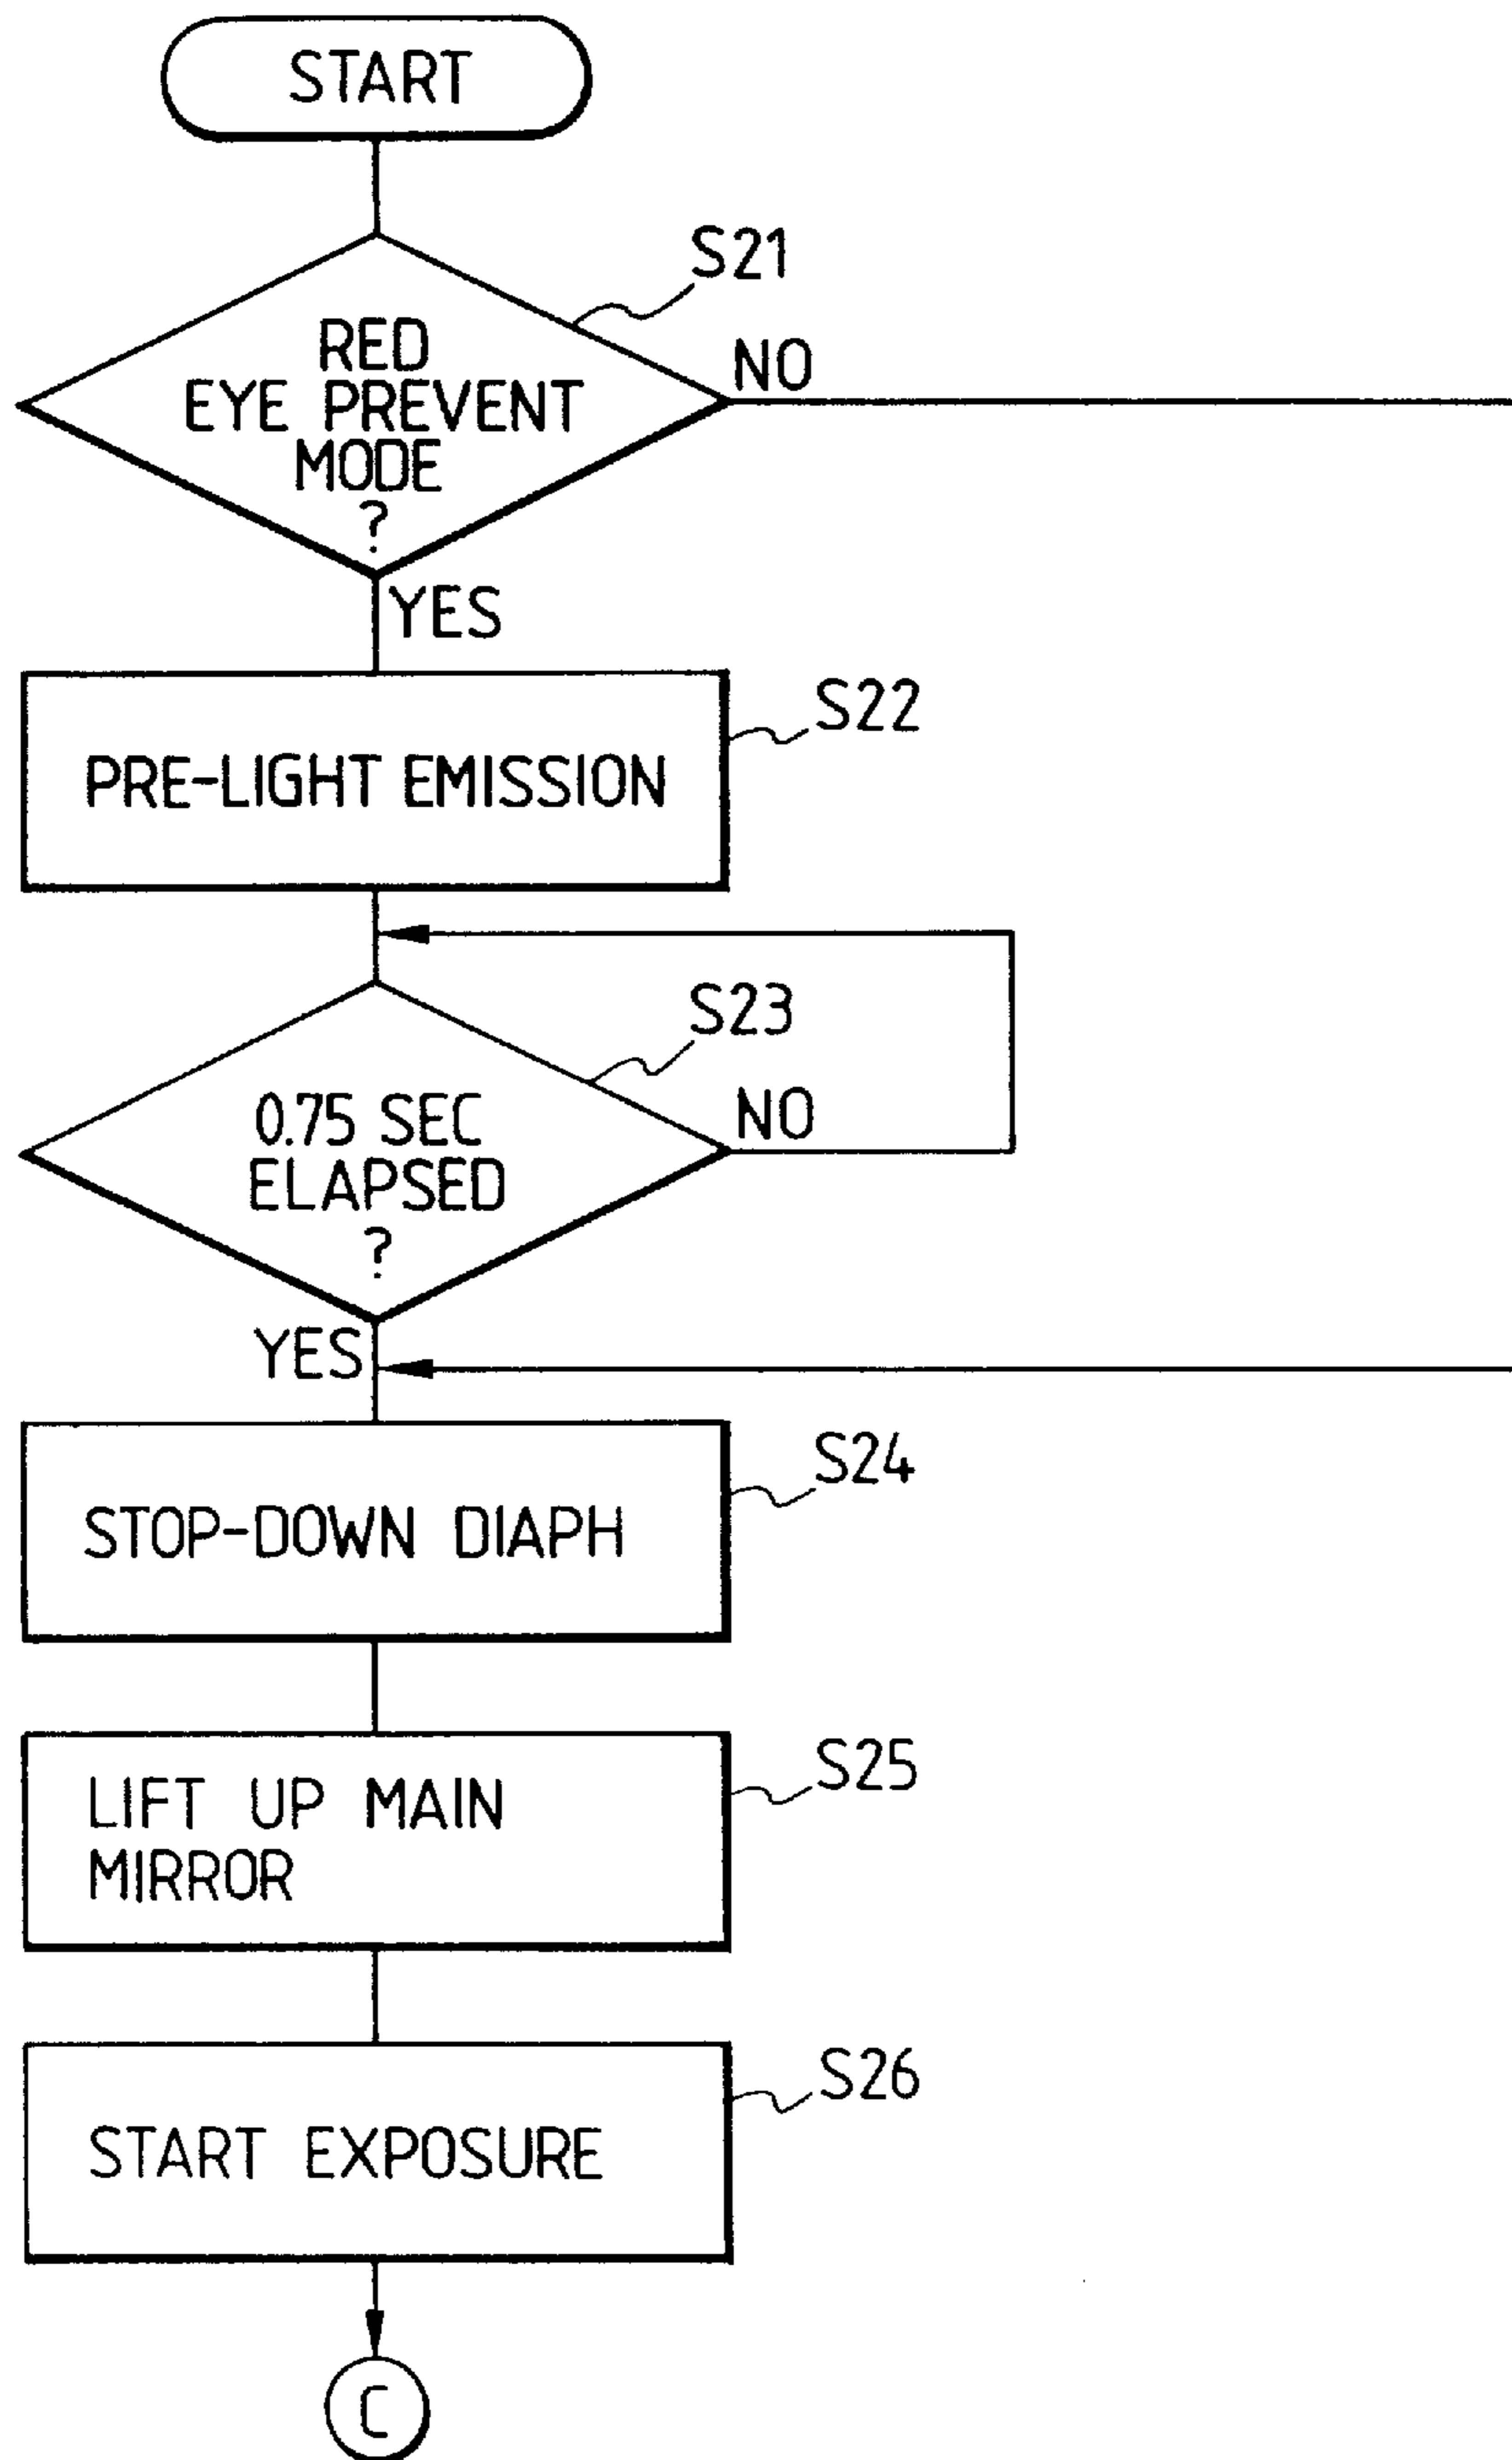 START
S21
RED
EYE PREVENT
MODE
?
NO
YES
S22
PRE-LIGHT EMISSION
S23
0.75 SEC
ELAPSED
?
NO
YES
S24
STOP-DOWN DIAPH
S25
LIFT UP MAIN
MIRROR
S26
START EXPOSURE
C